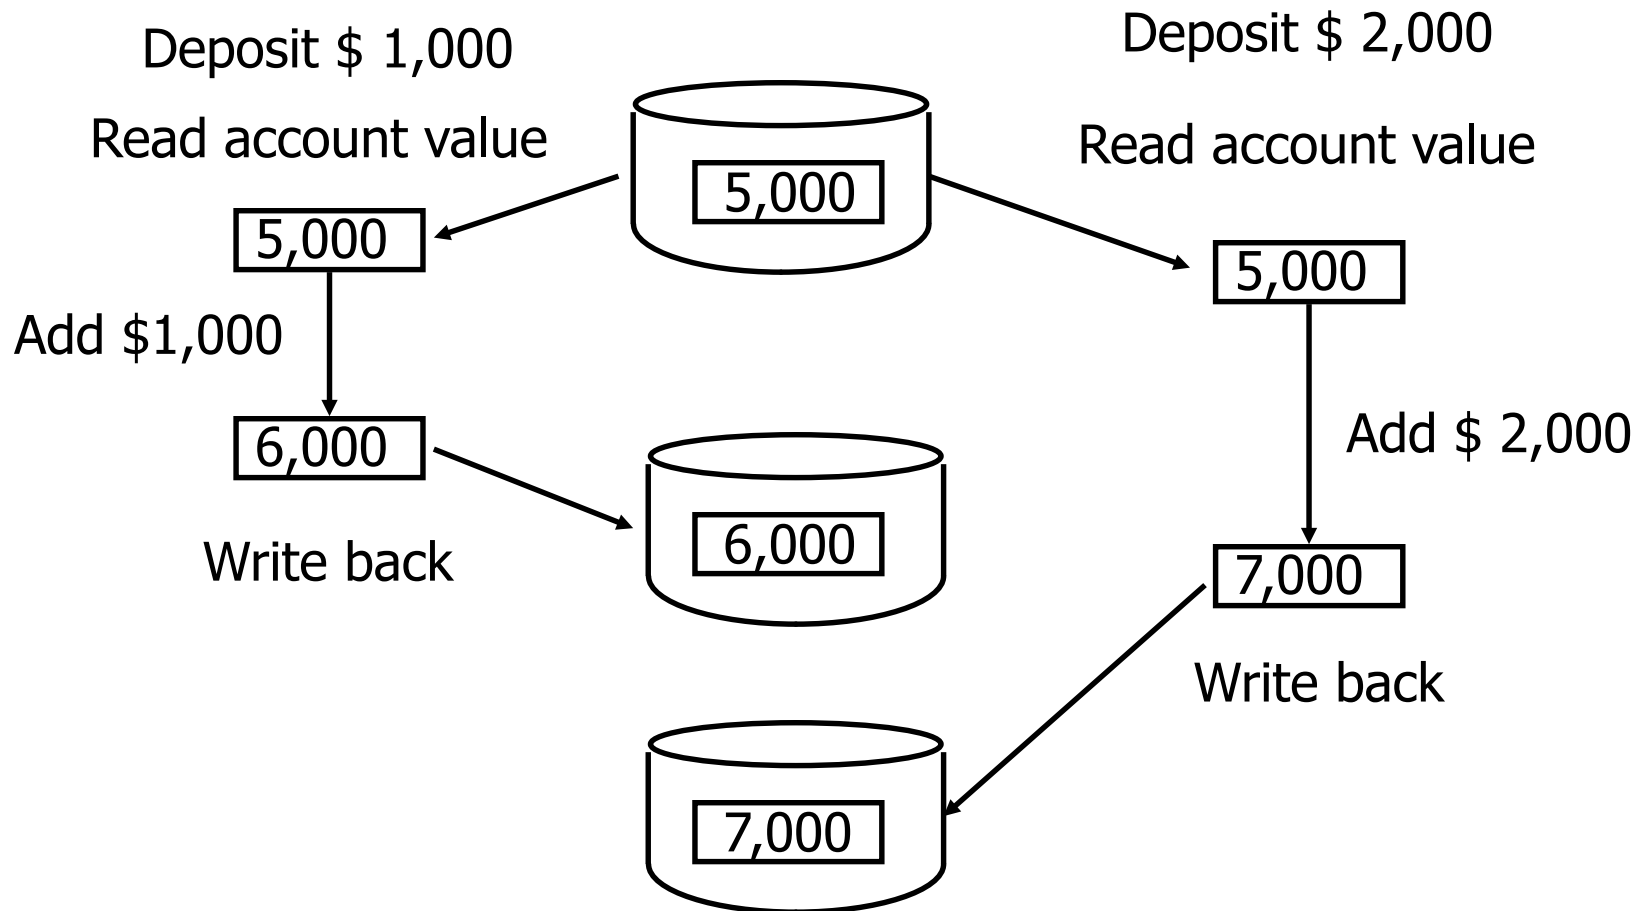 Deposit $ 1,000
Deposit $ 2,000
Read account value
Read account value
5,000
5,000
5,000
Add $1,000
Add $ 2,000
6,000
6,000
Write back
7,000
Write back
7,000